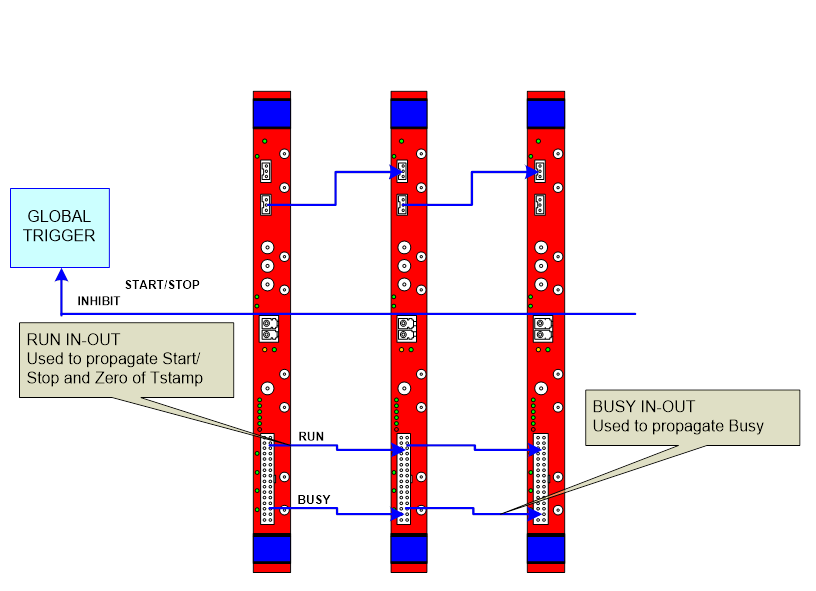 GLOBAL
TRIGGER
START/STOP
INHIBIT
RUN IN-OUT
Used to propagate Start/
Stop and Zero of Tstamp
BUSY IN-OUT
Used to propagate Busy
RUN
BUSY